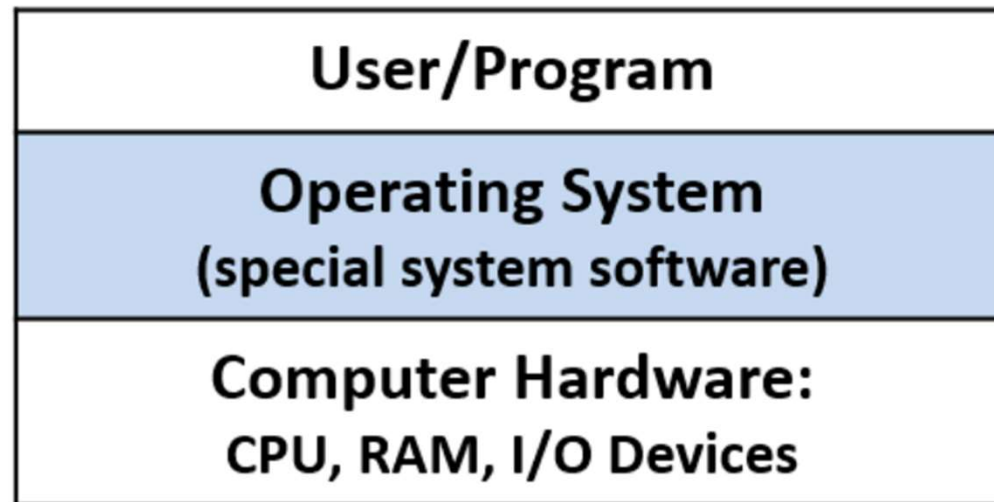 User/Program
Operating System
(special system software)
Computer Hardware:
CPU, RAM, I/O Devices